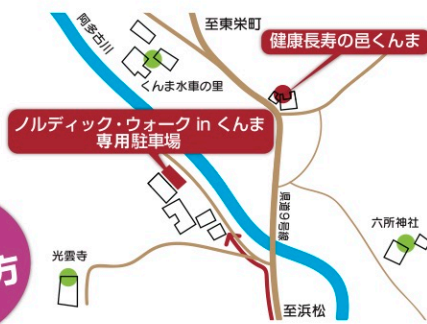 至東栄町
阿多古川
健康長寿の邑くんま
くんま水車の里
ノルディック・ウォーク in くんま
専用駐車場
県道9号線
六所神社
光雲寺
方
至浜松